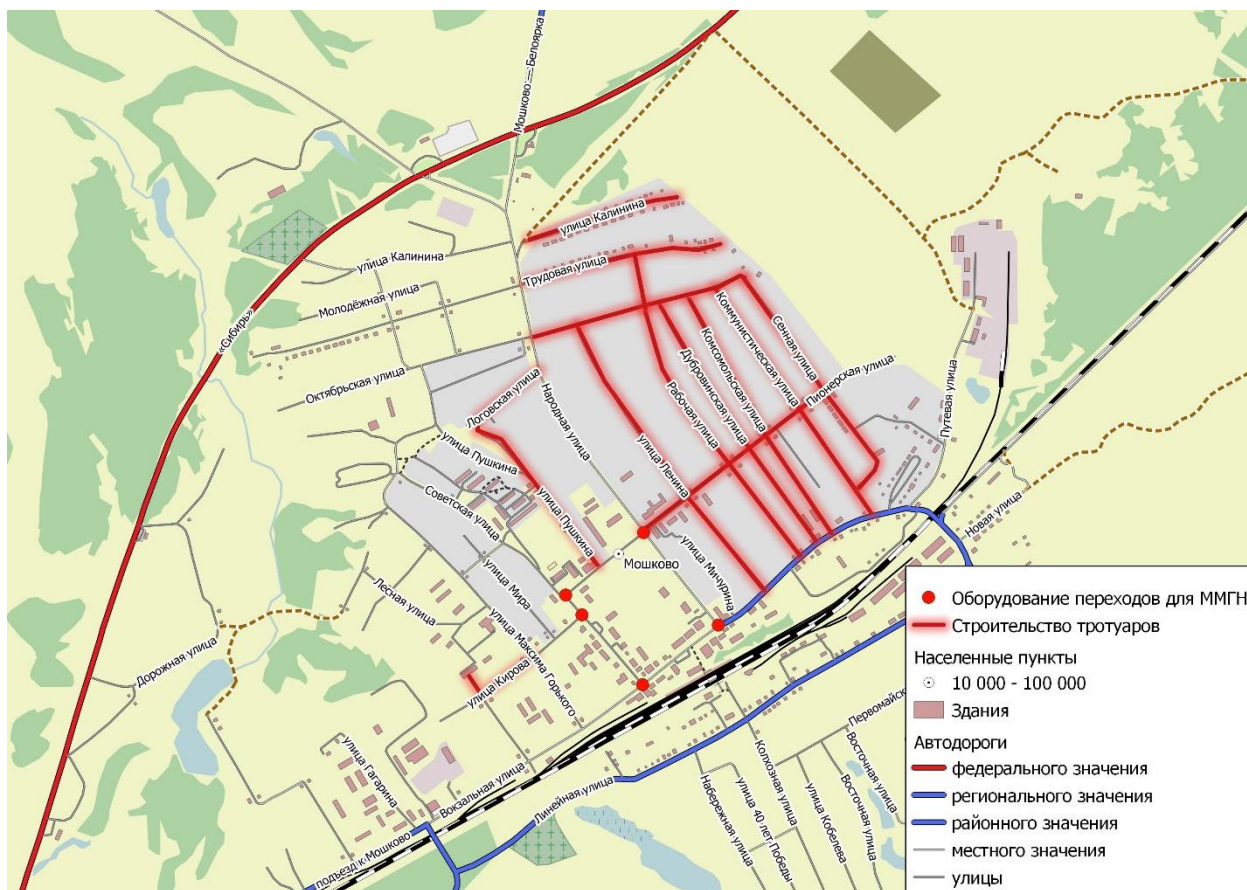 Мошково — Белоярка
улица Калинина
улица Калинина
Трудовая улица
Молодёжная улица
«Сибирь»
Октябрьская улица
Логовская улица
Народная улица
Коммунистическая улица
Сенная улица
Комсомольская улица
Дубровинская улица
Рабочая улица
Пионерская улица
Путевая улица
улица Пушкина
улица Ленина
Советская улица
улица Пушкина
Новая улица
Мошково
улица Мичурина
улица Мира
Лесная улица
улица Максима Горького
Дорожная улица
улица Кирова
улица Гагарина
Вокзальная улица
Линейная улица
подъезд к Мошково
Набережная улица
улица 40 лет Победы
Колхозная улица
улица Кобелева
Первомайск
Восточная улица
Восточная улица
Оборудование переходов для ММГН
Строительство тротуаров
Населенные пункты
10 000 - 100 000
Здания
Автодороги
федерального значения
регионального значения
районного значения
местного значения
улицы